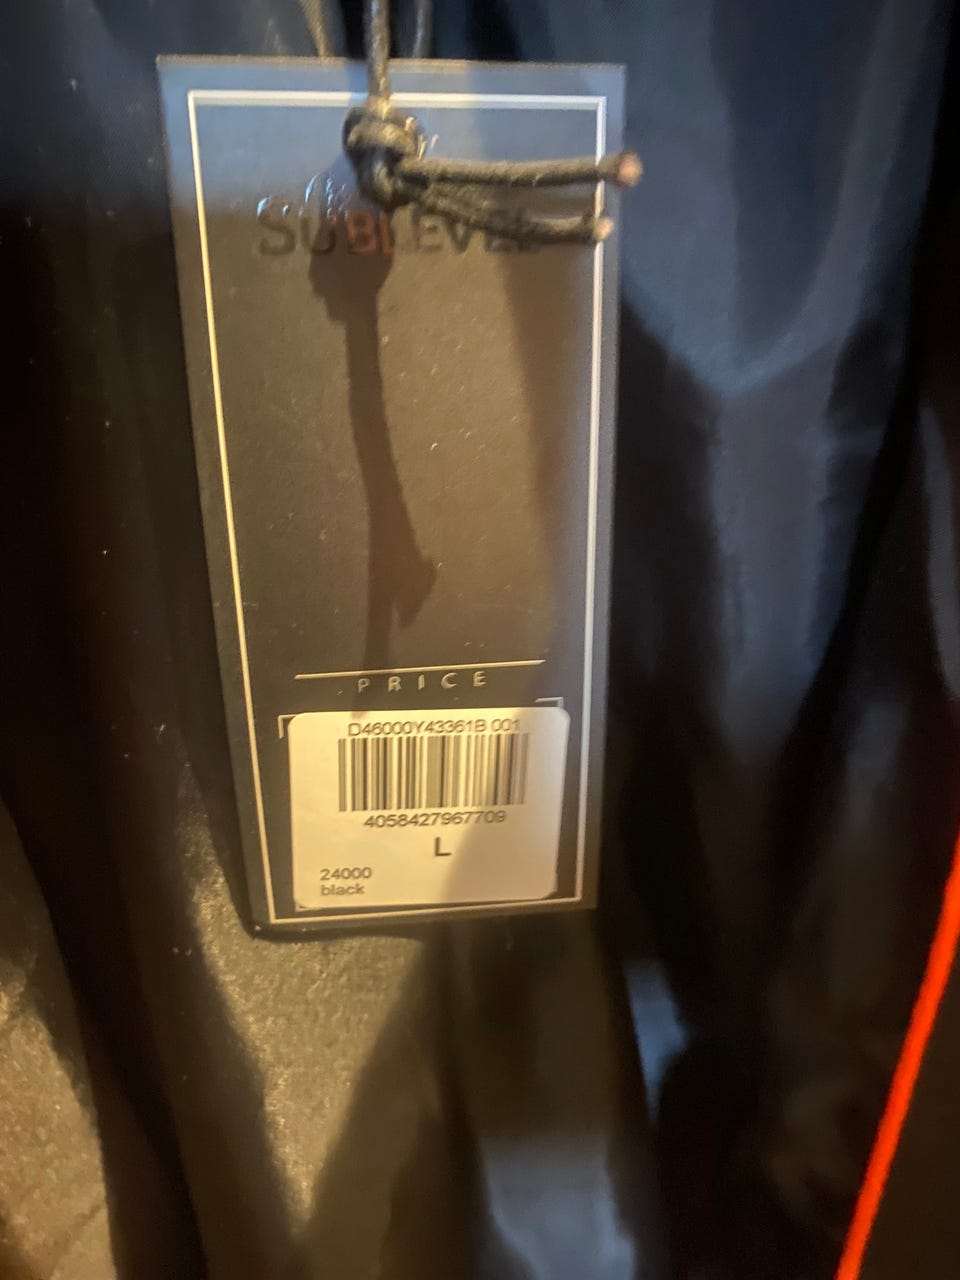 SUBLEVEL
PRICE
D46000Y43361B 001
4058427967709
L
24000
black